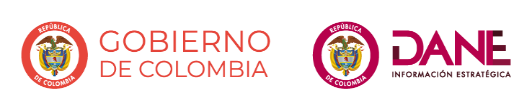 REPÚBLICA
DE COLOMBIA
GOBIERNO
DE COLOMBIA
REPÚBLICA
DE COLOMBIA
DANE
INFORMACIÓN ESTRATÉGICA